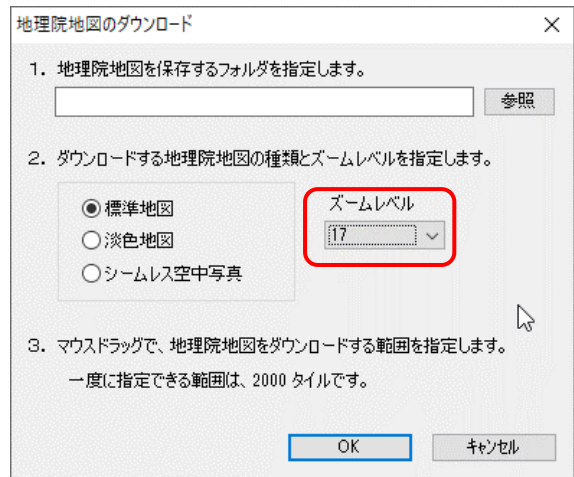 地理院地図のダウンロード
1. 地理院地図を保存するフォルダを指定します。
参照
2. ダウンロードする地理院地図の種類とズームレベルを指定します。
標準地図
淡色地図
シームレス空中写真
ズームレベル
17
3. マウスドラッグで、地理院地図をダウンロードする範囲を指定します。
一度に指定できる範囲は、2000 タイルです。
OK
キャンセル